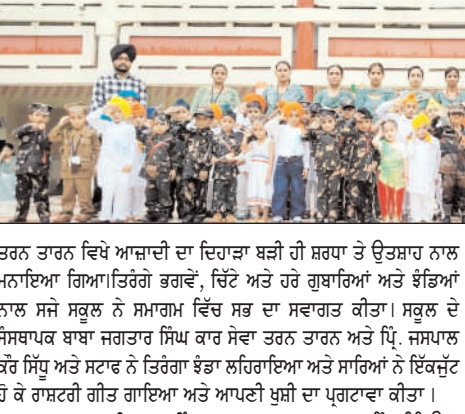 ਤਰਨ ਤਾਰਨ ਵਿਖੇ ਆਜ਼ਾਦੀ ਦਾ ਦਿਹਾੜਾ ਬੜੀ ਹੀ ਸ਼ਰਧਾ ਤੇ ਉਤਸ਼ਾਹ ਨਾਲ
ਮਨਾਇਆ ਗਿਆ।ਤਿਰੰਗੇ ਭਗਵੇਂ, ਚਿੱਟੇ ਅਤੇ ਹਰੇ ਗੁਬਾਰਿਆਂ ਅਤੇ ਝੰਡਿਆਂ
ਨਾਲ ਸਜੇ ਸਕੂਲ ਨੇ ਸਮਾਗਮ ਵਿੱਚ ਸਭ ਦਾ ਸਵਾਗਤ ਕੀਤਾ। ਸਕੂਲ ਦੇ
ਸੰਸਥਾਪਕ ਬਾਬਾ ਜਗਤਾਰ ਸਿੰਘ ਕਾਰ ਸੇਵਾ ਤਰਨ ਤਾਰਨ ਅਤੇ ਪ੍ਰਿੰ. ਜਸਪਾਲ
ਕੌਰ ਸਿੱਧੂ ਅਤੇ ਸਟਾਫ ਨੇ ਤਿਰੰਗਾ ਝੰਡਾ ਲਹਿਰਾਇਆ ਅਤੇ ਸਾਰਿਆਂ ਨੇ ਇੱਕਜੁੱਟ
ਹੋ ਕੇ ਰਾਸ਼ਟਰੀ ਗੀਤ ਗਾਇਆ ਅਤੇ ਆਪਣੀ ਖੁਸ਼ੀ ਦਾ ਪ੍ਰਗਟਾਵਾ ਕੀਤਾ ।